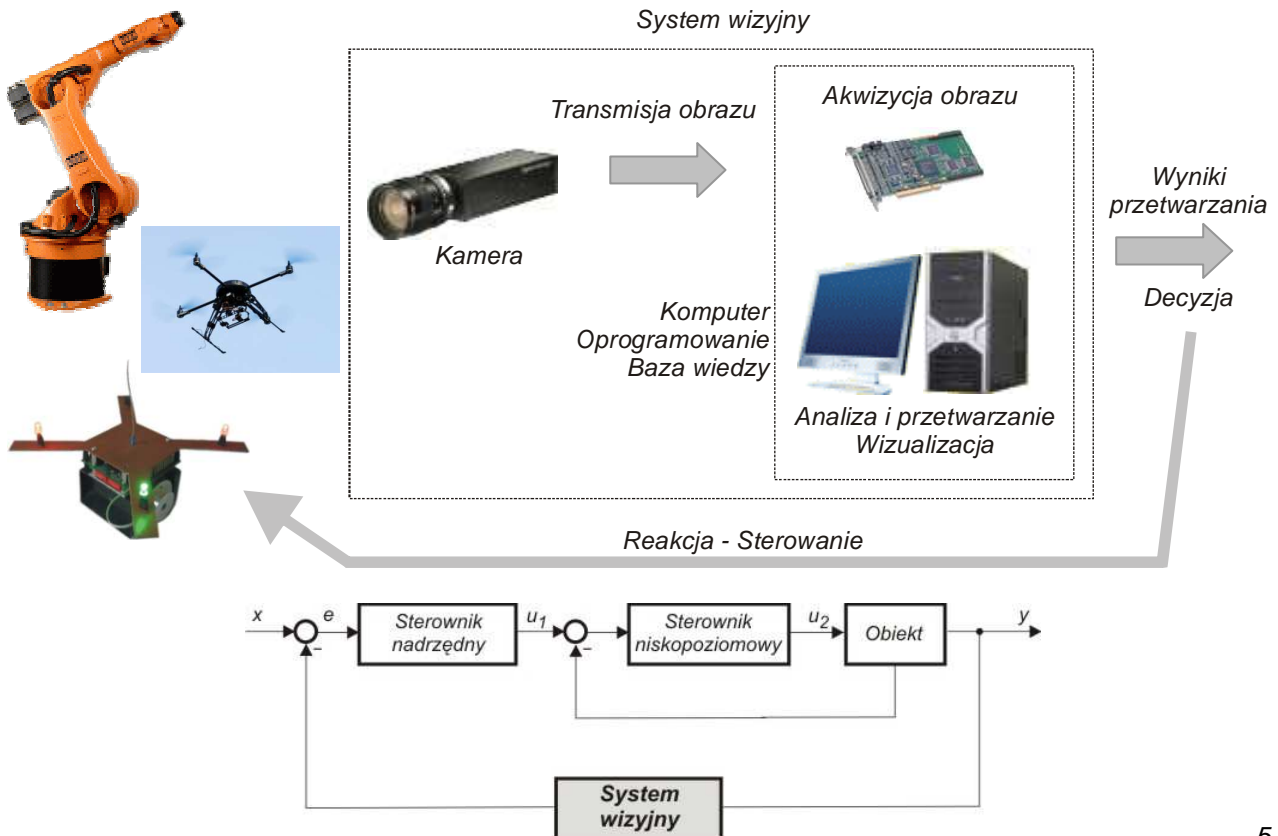 System wizyjny
Transmisja obrazu
Akwizycja obrazu
Kamera
Wyniki
przetwarzania
Komputer
Oprogramowanie
Baza wiedzy
Decyzja
Analiza i przetwarzanie
Wizualizacja
Reakcja - Sterowanie
x
e
Sterownik
nadrzędny
u1
Sterownik
niskopoziomowy
u2
Obiekt
y
–
–
System
wizyjny
5